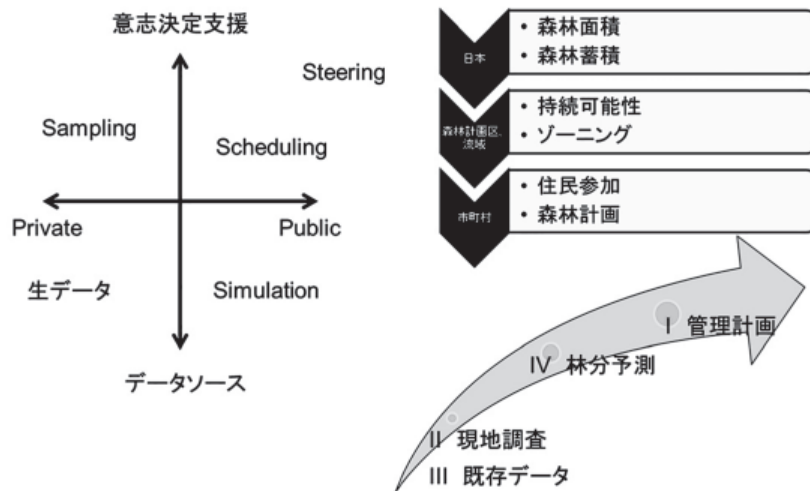 意志決定支援
Steering
Sampling
Scheduling
Private
Public
生データ
Simulation
データソース
日本
・森林面積
・森林蓄積
森林計画区、
流域
・持続可能性
・ゾーニング
市町村
・住民参加
・森林計画
I 管理計画
IV 林分予測
II 現地調査
III 既存データ